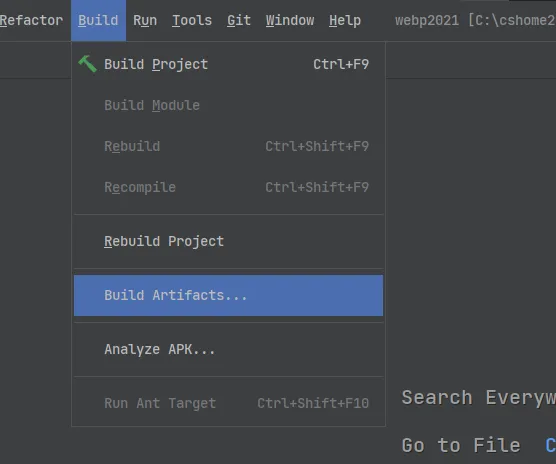 Refactor Build Run Tools Git Window Help webp2021 [C:\cshome2
Build Project Ctrl+F9
Build Module
Rebuild Ctrl+Shift+F9
Recompile Ctrl+Shift+F9
Rebuild Project
Build Artifacts...
Analyze APK...
Run Ant Target Ctrl+Shift+F10
Search Everyw
Go to File C